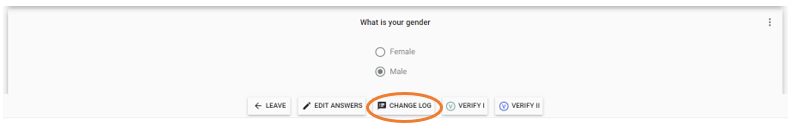 What is your gender
Female
Male
LEAVE EDIT ANSWERS CHANGE LOG V VERIFY I V VERIFY II